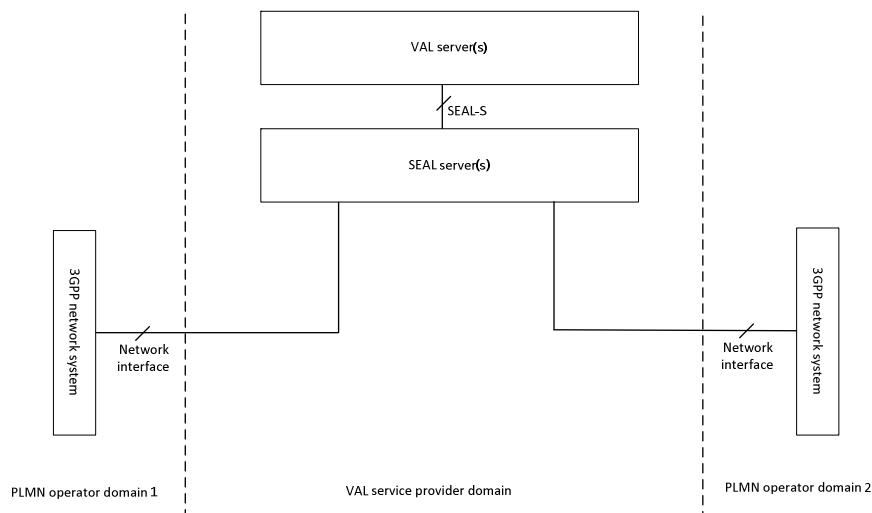 VAL server(s)
SEAL-S
SEAL server(s)
3GPP network system
Network
interface
3GPP network system
Network
interface
PLMN operator domain 1
VAL service provider domain
PLMN operator domain 2